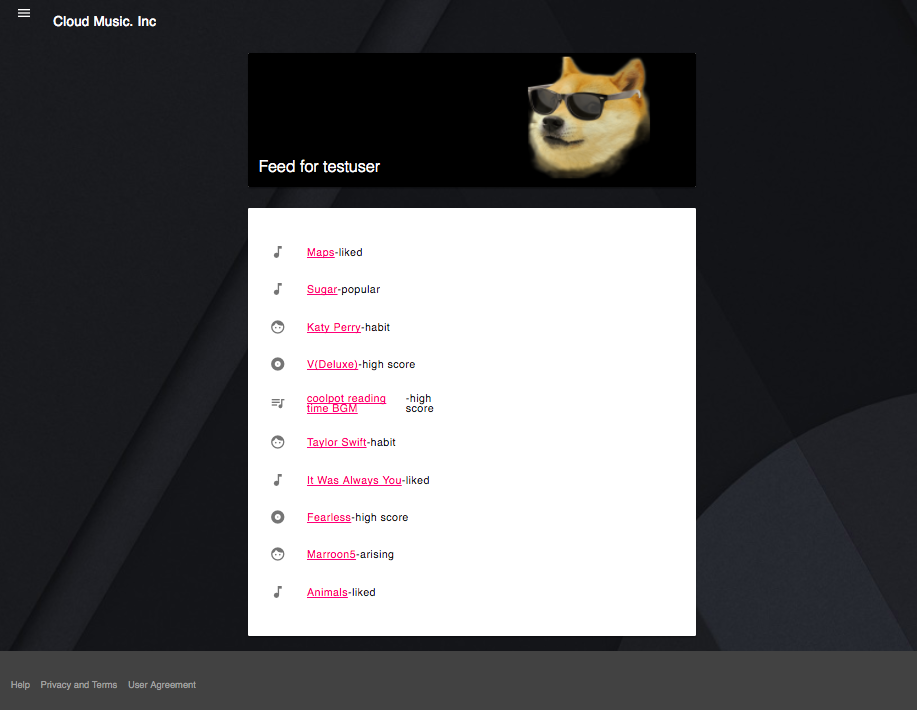 Cloud Music. Inc
Feed for testuser
Maps-liked
Sugar-popular
Katy Perry-habit
V(Deluxe)-high score
coolpot reading -high
time BGM score
Taylor Swift-habit
It Was Always You-liked
Fearless-high score
Marroon5-arising
Animals-liked
Help Privacy and Terms User Agreement